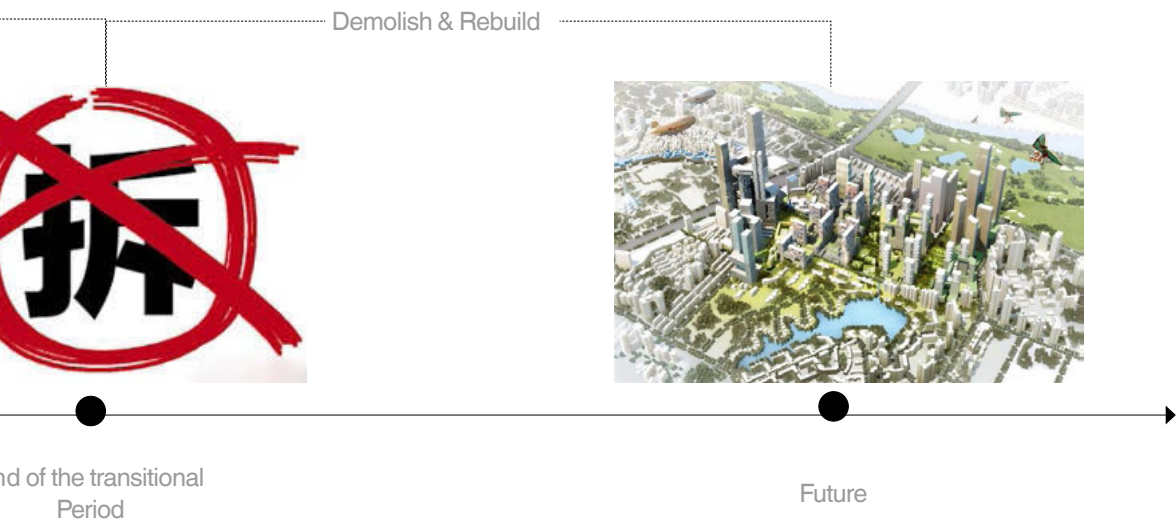 Demolish & Rebuild
拆
nd of the transitional
Period
Future